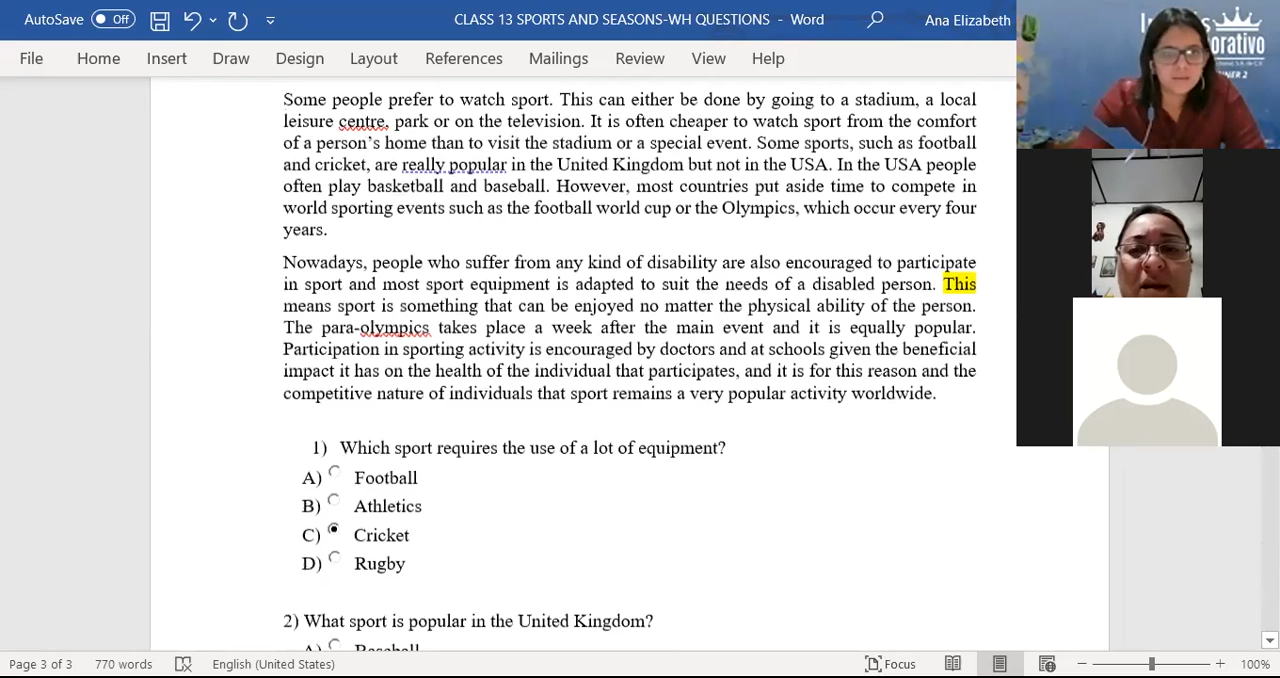 AutoSave Off CLASS 13 SPORTS AND SEASONS-WH QUESTIONS - Word Ana Elizabeth
File Home Insert Draw Design Layout References Mailings Review View Help
orativo
Some people prefer to watch sport. This can either be done by going to a stadium, a local
leisure centre, park or on the television. It is often cheaper to watch sport from the comfort
of a person's home than to visit the stadium or a special event. Some sports, such as football
and cricket, are really popular in the United Kingdom but not in the USA. In the USA people
often play basketball and baseball. However, most countries put aside time to compete in
world sporting events such as the football world cup or the Olympics, which occur every four
years.
Nowadays, people who suffer from any kind of disability are also encouraged to participate
in sport and most sport equipment is adapted to suit the needs of a disabled person. This
means sport is something that can be enjoyed no matter the physical ability of the person.
The para-olympics takes place a week after the main event and it is equally popular.
Participation in sporting activity is encouraged by doctors and at schools given the beneficial
impact it has on the health of the individual that participates, and it is for this reason and the
competitive nature of individuals that sport remains a very popular activity worldwide.
1) Which sport requires the use of a lot of equipment?
A) Football
B) Athletics
C) Cricket
D) Rugby
2) What sport is popular in the United Kingdom?
A) Baseball
Page 3 of 3 770 words English (United States) Focus 100%